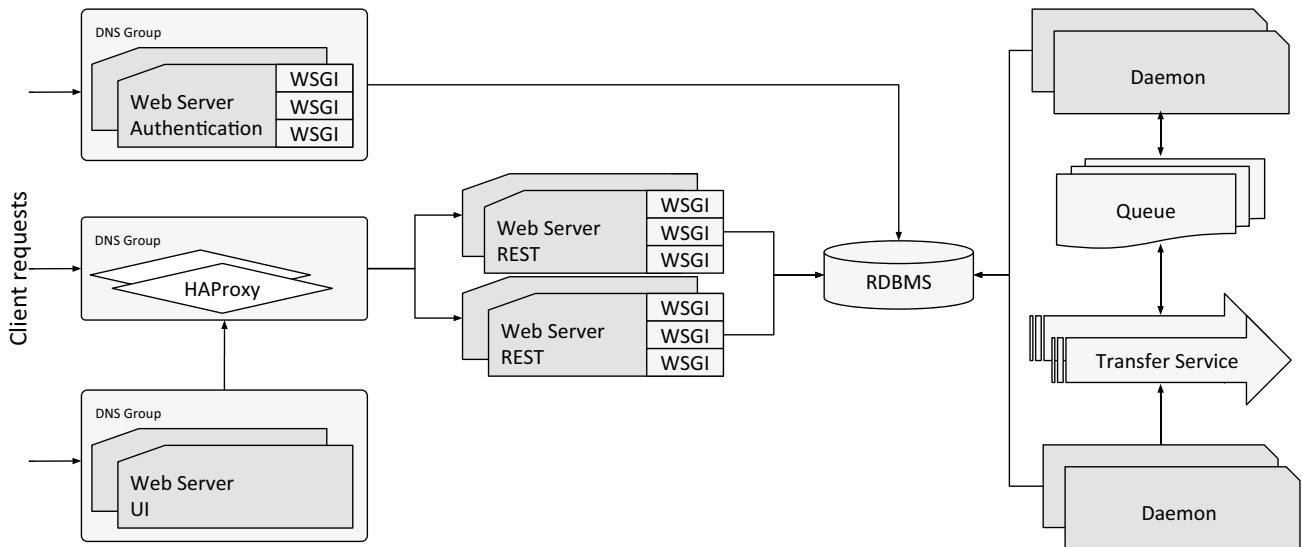 Client requests
DNS Group
Web Server
Authentication
WSGI
WSGI
WSGI
DNS Group
HAProxy
DNS Group
Web Server
UI
Web Server
REST
WSGI
WSGI
WSGI
Web Server
REST
WSGI
WSGI
WSGI
RDBMS
Daemon
Queue
Transfer Service
Daemon